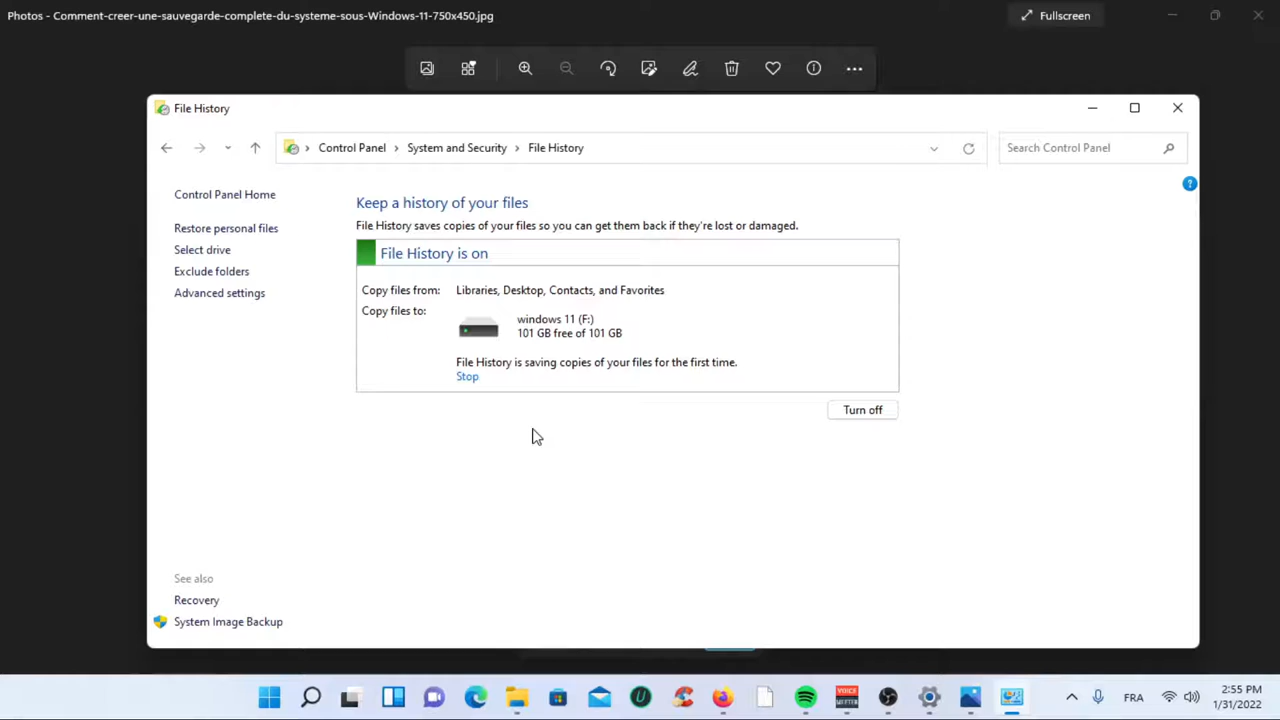 Photos - Comment-creer-une-sauvegarde-complete-du-systeme-sous-Windows-11-750x450.jpg
Fullscreen
File History
Control Panel > System and Security > File History
Search Control Panel
Control Panel Home
Restore personal files
Select drive
Exclude folders
Advanced settings
Keep a history of your files
File History saves copies of your files so you can get them back if they're lost or damaged.
File History is on
Copy files from: Libraries, Desktop, Contacts, and Favorites
Copy files to: windows 11 (F:)
101 GB free of 101 GB
File History is saving copies of your files for the first time.
Stop
Turn off
See also
Recovery
System Image Backup
VOICE
MEETER
FRA
2:55 PM
1/31/2022